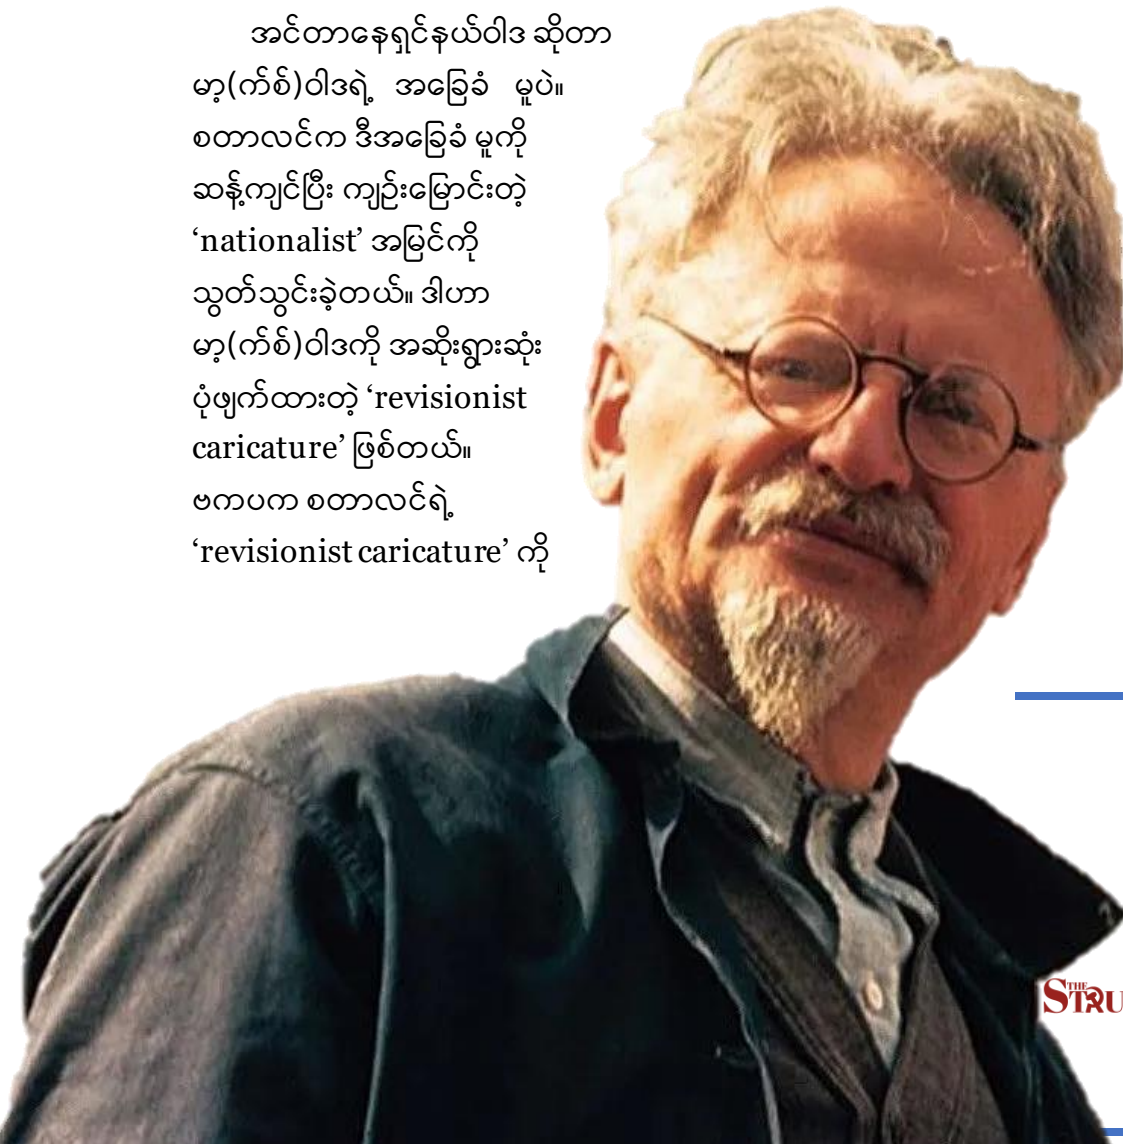 အင်တာနေရှင်နယ်ဝါဒ ဆိုတာ
မာ့(က်စ်)ဝါဒရဲ့ အခြေခံ မူပဲ။
စတာလင်က ဒီအခြေခံ မူကို
ဆန့်ကျင်ပြီး ကျဉ်းမြောင်းတဲ့
‘nationalist’ အမြင်ကို
သွတ်သွင်းခဲ့တယ်။ ဒါဟာ
မာ့(က်စ်)ဝါဒကို အဆိုးရွားဆုံး
ပုံဖျက်ထားတဲ့ ‘revisionist
caricature’ ဖြစ်တယ်။
ဗကပက စတာလင်ရဲ့
‘revisionist caricature’ ကို
THE
STRU